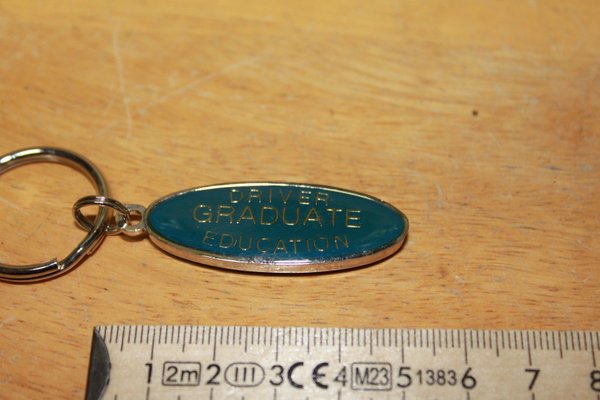 DRIVER
GRADUATE
EDUCATION
1 2m 2 III 3 CE 4 M23 5 1383 6 7 8